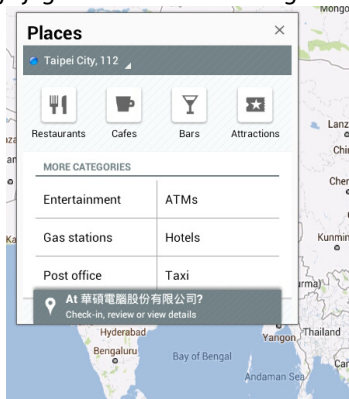 Mongo
Places ×
Taipei City, 112
Restaurants Cafes Bars Attractions
MORE CATEGORIES
Entertainment ATMs
Gas stations Hotels
Post office Taxi
At 華碩電腦股份有限公司?
Check-in, review or view details
Lanz
Chi
Cher
Kunmin
Hyderabad
Bengaluru
Bay of Bengal
Yangon
Thailand
Andaman Sea